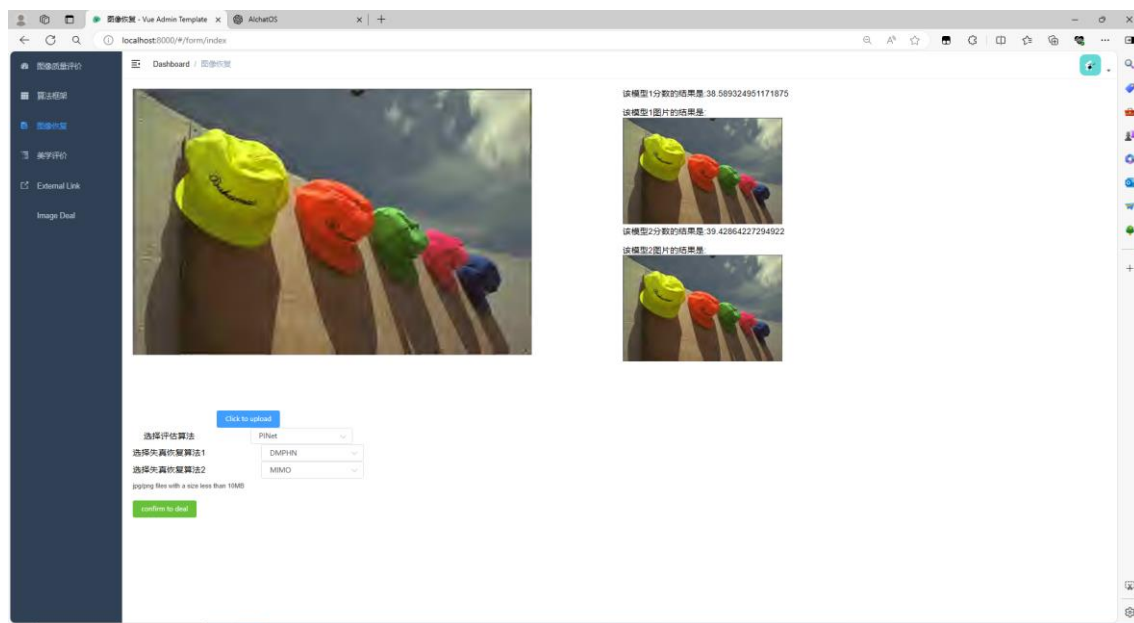 图像恢复 - Vue Admin Template
AIchatOS
localhost:8000/#/form/index
图像质量评价
算法框架
图像恢复
美学评价
External Link
Image Deal
Dashboard / 图像恢复
Bahamas
该模型1分数的结果是:38.589324951171875
该模型1图片的结果是:
该模型2分数的结果是:39.42864227294922
该模型2图片的结果是:
Click to upload
选择评估算法 PINet
选择失真恢复算法1 DMPHN
选择失真恢复算法2 MIMO
jpg/png files with a size less than 10MB
confirm to deal